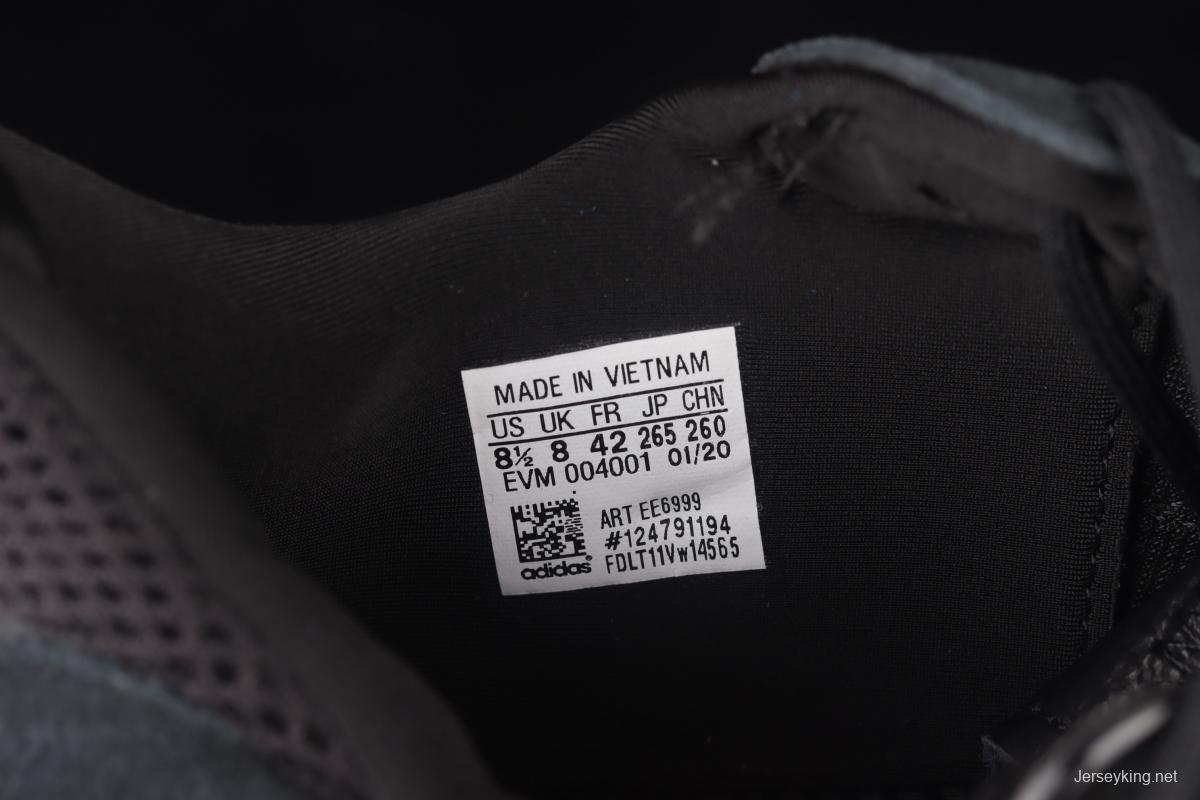 MADE IN VIETNAM
US UK FR JP CHN
8½ 8 42 265 260
EVM 004001 01/20
ART EE6999
#124791194
FDLT11Vw14565
adidas
Jerseyking.net